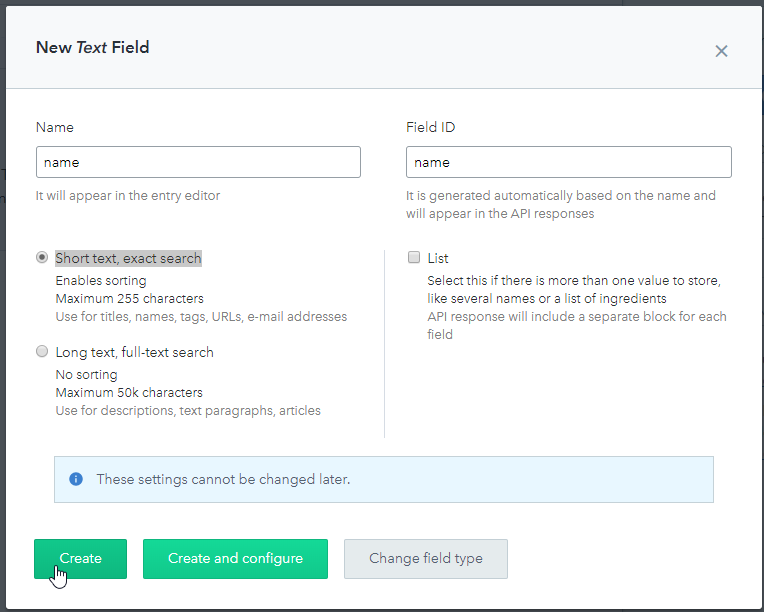 New Text Field
Name
name
It will appear in the entry editor
Field ID
name
It is generated automatically based on the name and
will appear in the API responses
Short text, exact search
Enables sorting
Maximum 255 characters
Use for titles, names, tags, URLs, e-mail addresses
Long text, full-text search
No sorting
Maximum 50k characters
Use for descriptions, text paragraphs, articles
List
Select this if there is more than one value to store,
like several names or a list of ingredients
API response will include a separate block for each
field
These settings cannot be changed later.
Create
Create and configure
Change field type